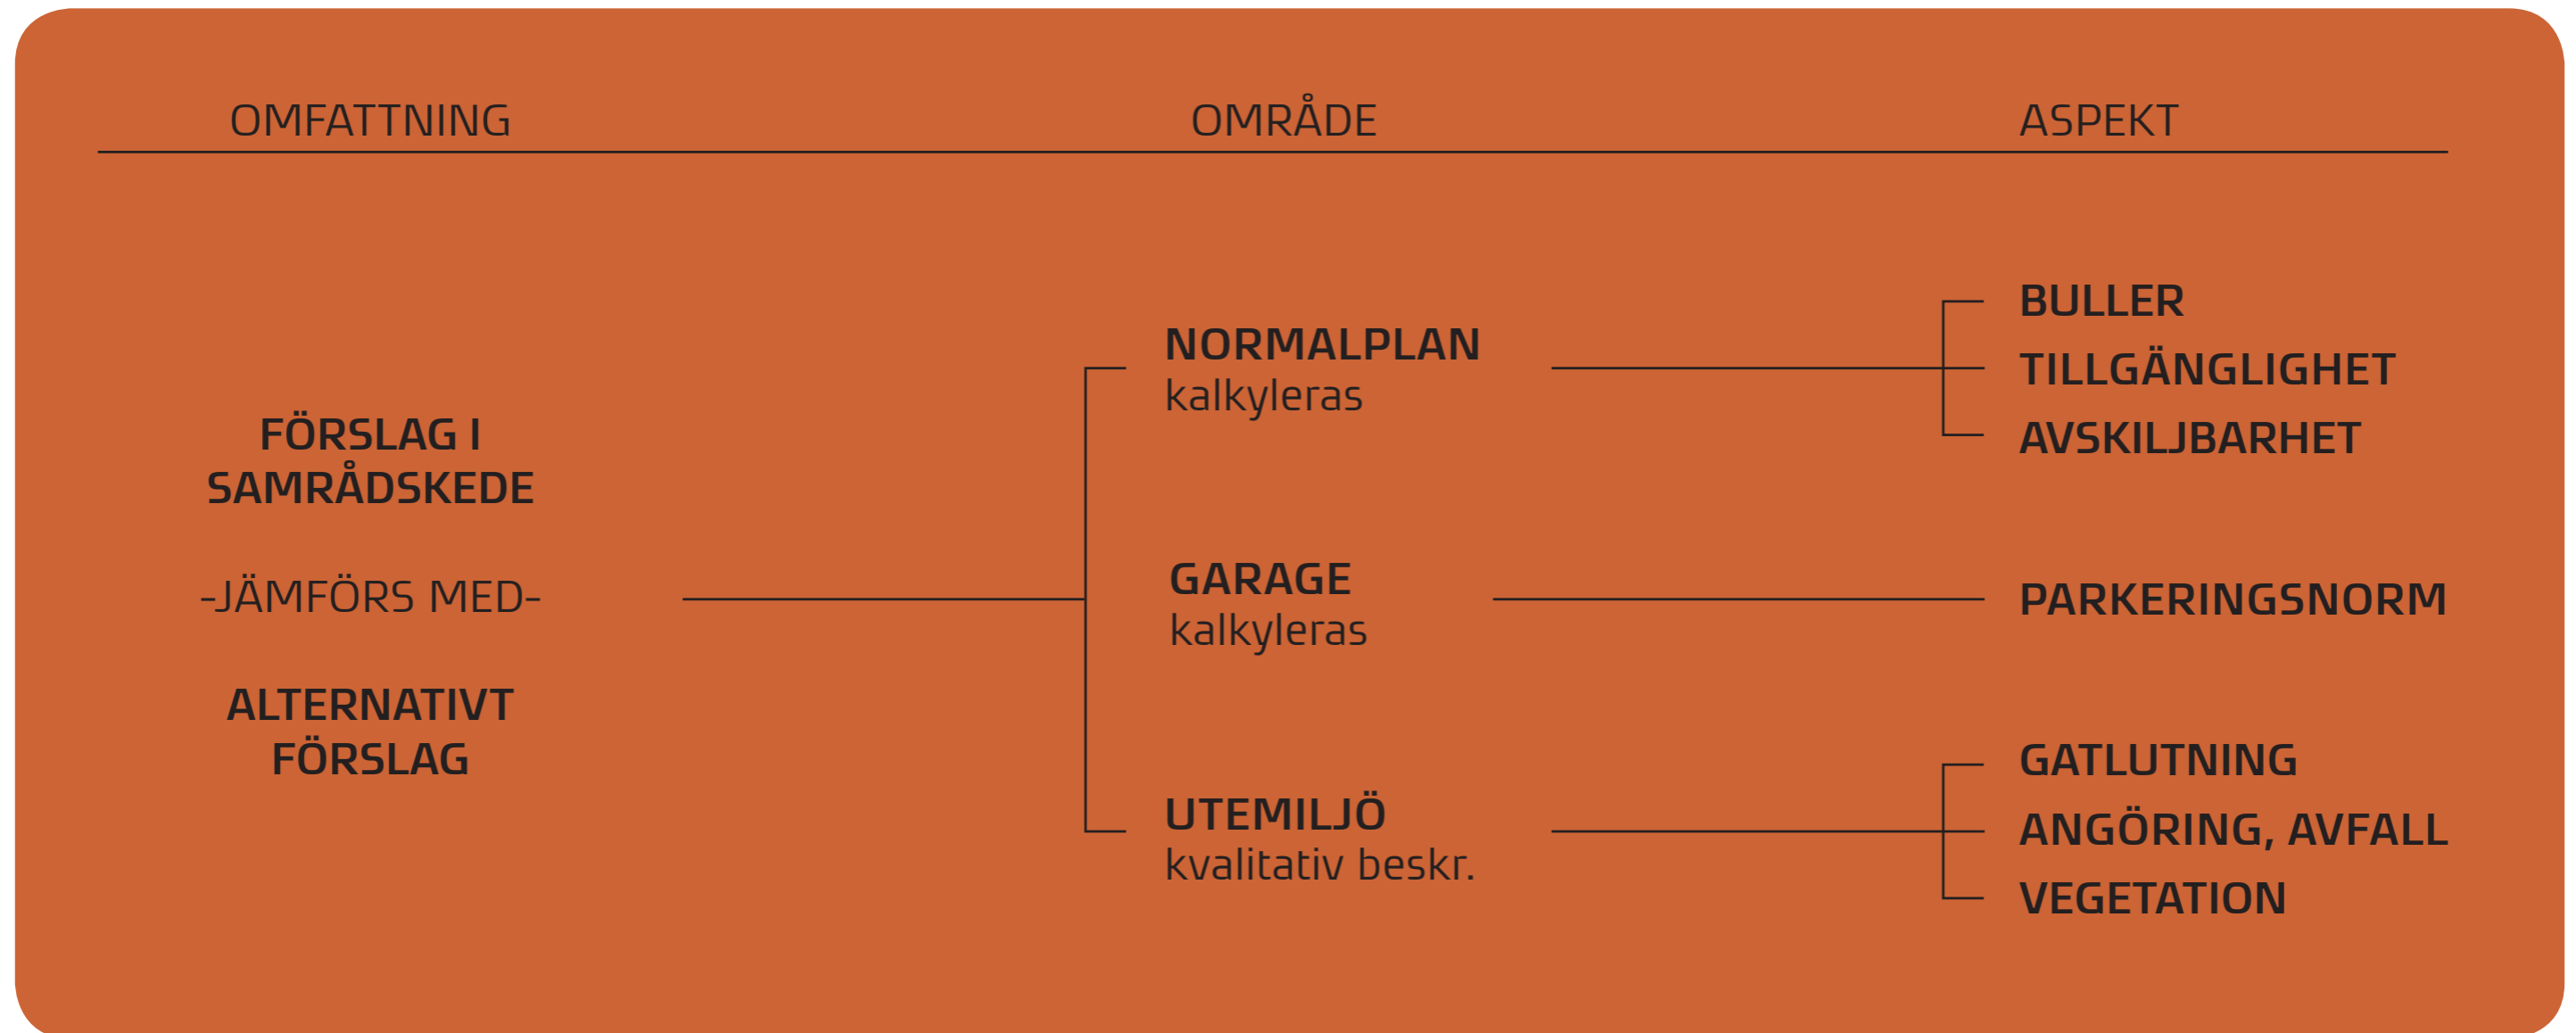 OMFATTNING
OMRÅDE
ASPEKT
FÖRSLAG I
SAMRÅDSKEDE
-JÄMFÖRS MED-
ALTERNATIVT
FÖRSLAG
NORMALPLAN
kalkyleras
GARAGE
kalkyleras
UTEMILJÖ
kvalitativ beskr.
BULLER
TILLGÄNGLIGHET
AVSKILJBARHET
PARKERINGSNORM
GATLUTNING
ANGÖRING, AVFALL
VEGETATION